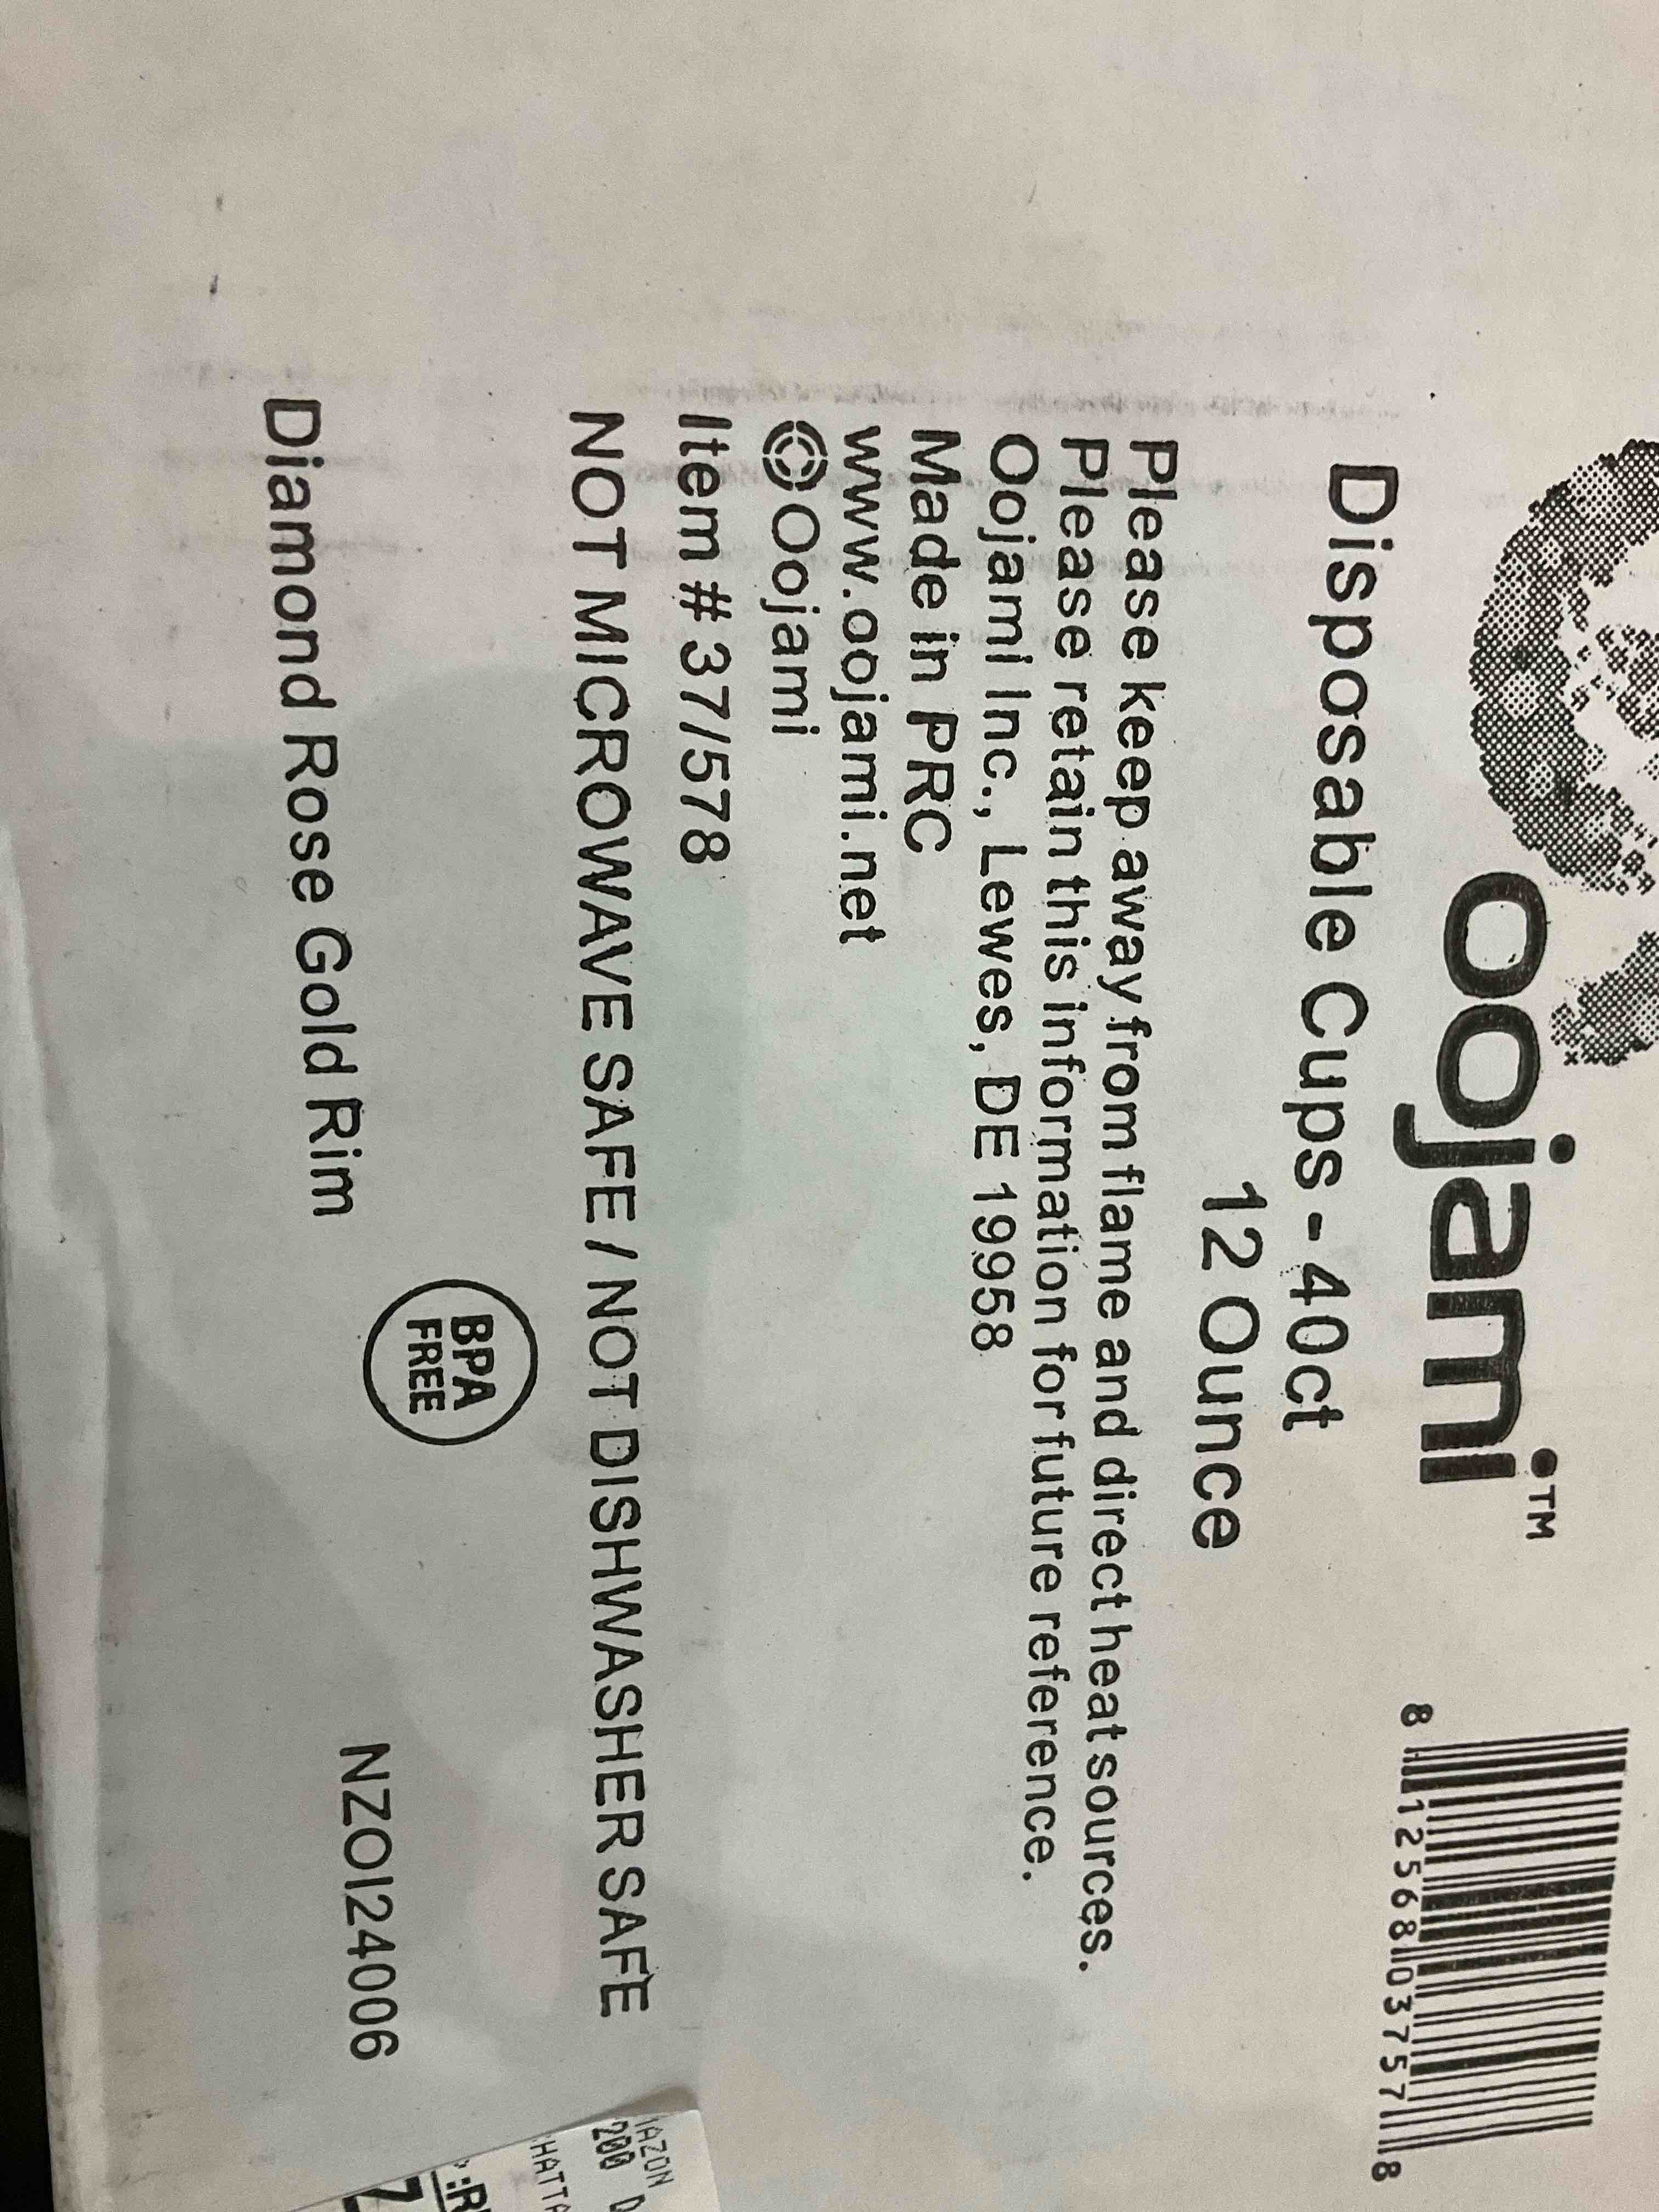 oojami™
Disposable Cups - 40ct
12 Ounce
8 12568 03757 8
Please keep away from flame and direct heat sources.
Please retain this information for future reference.
Oojami Inc., Lewes, DE 19958
Made in PRC
www.oojami.net
Oojami
Item # 37/578
NOT MICROWAVE SAFE / NOT DISHWASHER SAFE
BPA
FREE
Diamond Rose Gold Rim
NZOI24006
200 D